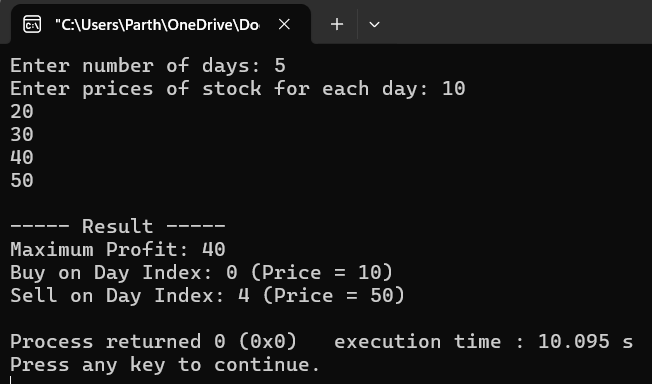 "C:\Users\Parth\OneDrive\Do
Enter number of days: 5
Enter prices of stock for each day: 10
20
30
40
50
----- Result -----
Maximum Profit: 40
Buy on Day Index: 0 (Price = 10)
Sell on Day Index: 4 (Price = 50)
Process returned 0 (0x0)   execution time : 10.095 s
Press any key to continue.